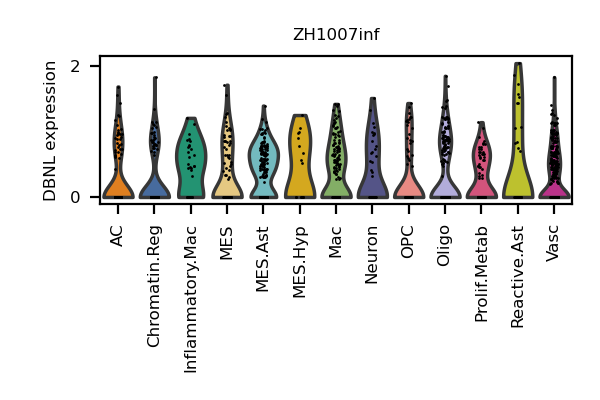 ZH1007inf
DBNL expression
2
0
AC
Chromatin.Reg
Inflammatory.Mac
MES
MES.Ast
MES.Hyp
Mac
Neuron
OPC
Oligo
Prolif.Metab
Reactive.Ast
Vasc